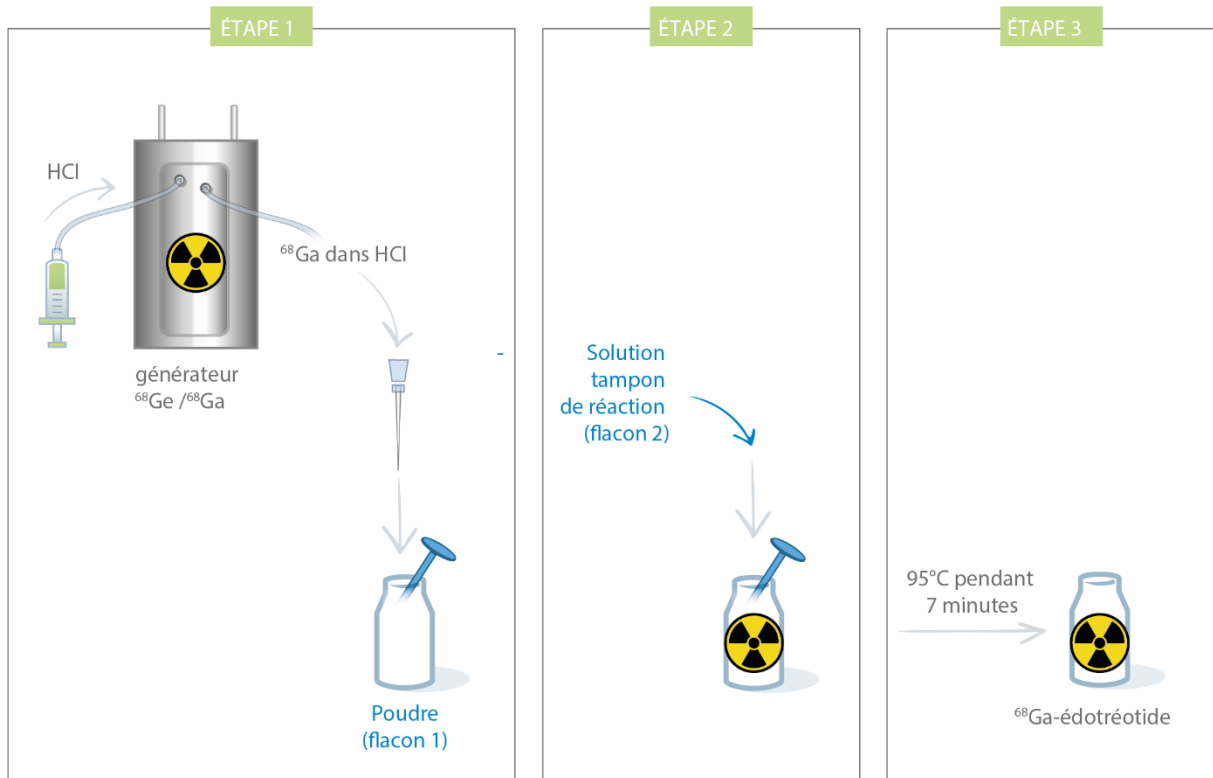 ÉTAPE 1
HCl
⁶⁸Ga dans HCl
générateur
⁶⁸Ge /⁶⁸Ga
-
Poudre
(flacon 1)
ÉTAPE 2
Solution
tampon
de réaction
(flacon 2)
ÉTAPE 3
95°C pendant
7 minutes
⁶⁸Ga-édotréotide